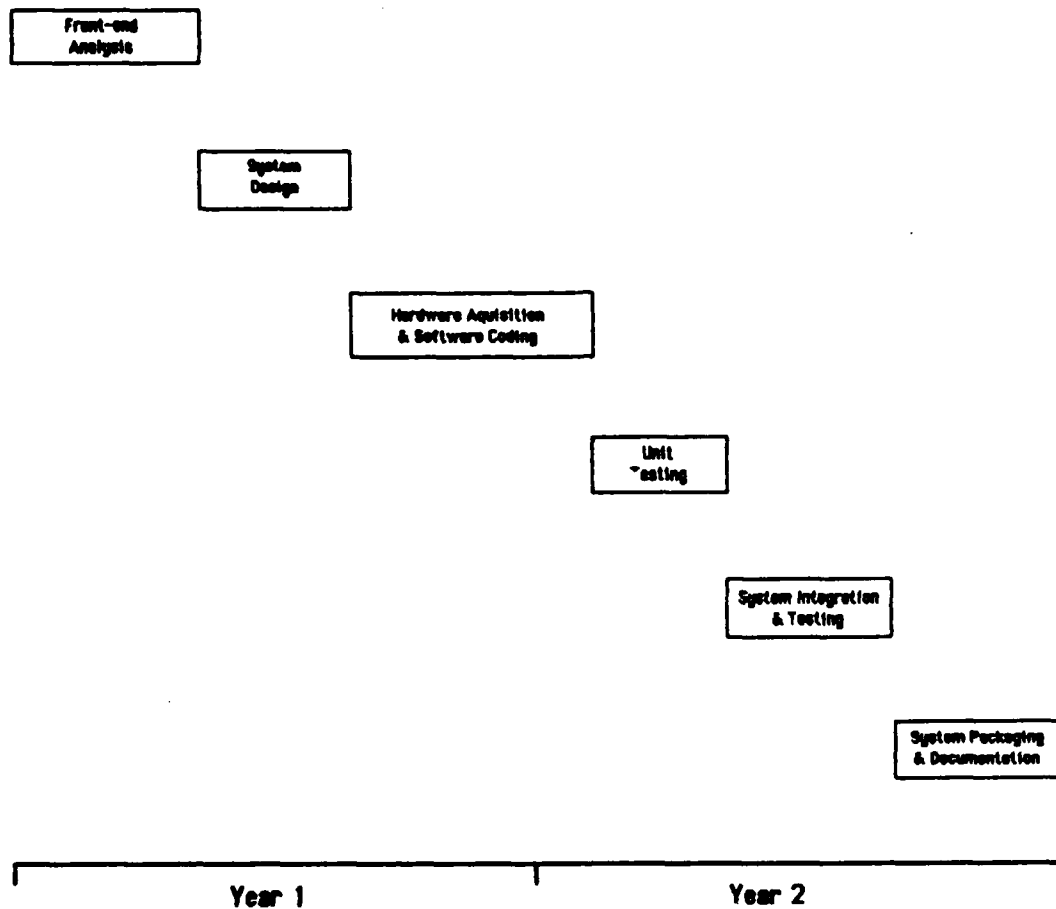 Front-end
Analysis
System
Design
Hardware Aquisition
& Software Coding
Unit
Testing
System Integration
& Testing
System Packaging
& Documentation
Year 1
Year 2